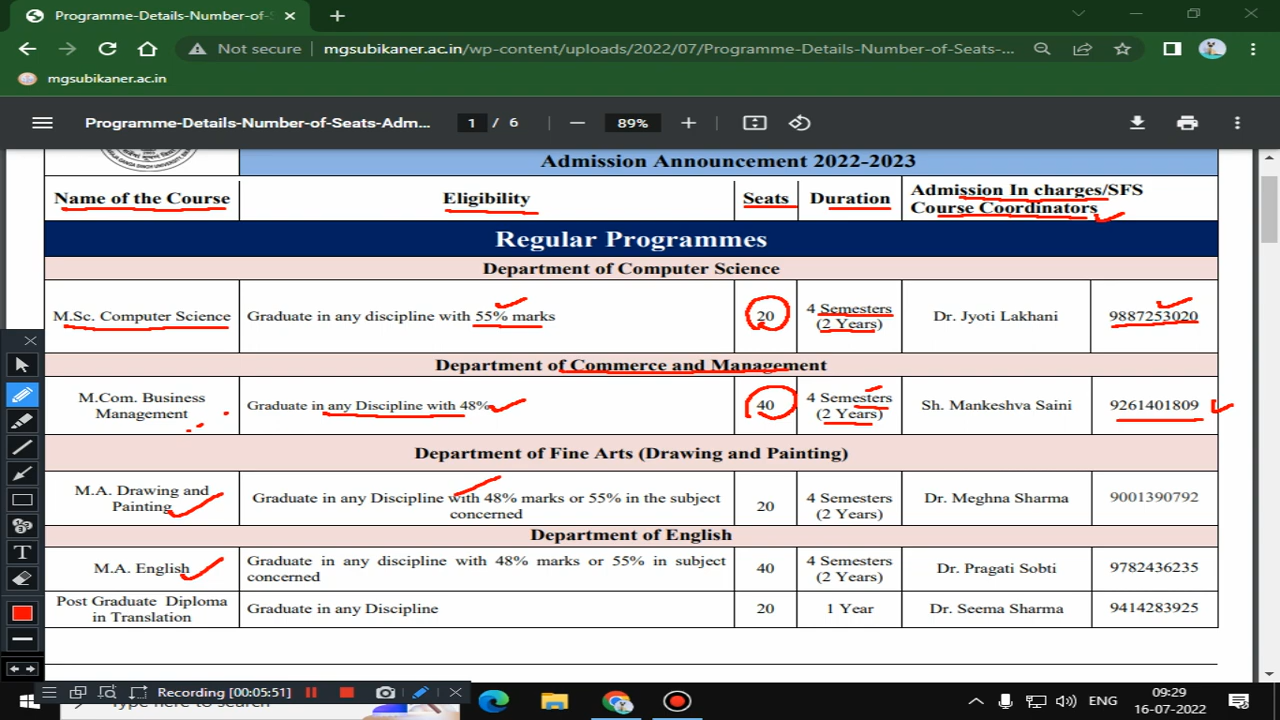 Programme-Details-Number-of-S
Not secure
mgsubikaner.ac.in/wp-content/uploads/2022/07/Programme-Details-Number-of-Seats-...
mgsubikaner.ac.in
Programme-Details-Number-of-Seats-Adm...
1 / 6
89%
Admission Announcement 2022-2023
Name of the Course
Eligibility
Seats
Duration
Admission In charges/SFS
Course Coordinators
Regular Programmes
Department of Computer Science
M.Sc. Computer Science
Graduate in any discipline with 55% marks
20
4 Semesters
(2 Years)
Dr. Jyoti Lakhani
9887253020
Department of Commerce and Management
M.Com. Business
Management
Graduate in any Discipline with 48%
40
4 Semesters
(2 Years)
Sh. Mankeshva Saini
9261401809
Department of Fine Arts (Drawing and Painting)
M.A. Drawing and
Painting
Graduate in any Discipline with 48% marks or 55% in the subject
concerned
20
4 Semesters
(2 Years)
Dr. Meghna Sharma
9001390792
Department of English
M.A. English
Graduate in any discipline with 48% marks or 55% in subject
concerned
40
4 Semesters
(2 Years)
Dr. Pragati Sobti
9782436235
Post Graduate Diploma
in Translation
Graduate in any Discipline
20
1 Year
Dr. Seema Sharma
9414283925
T
Recording [00:05:51]
Type here to search
ENG
09:29
16-07-2022